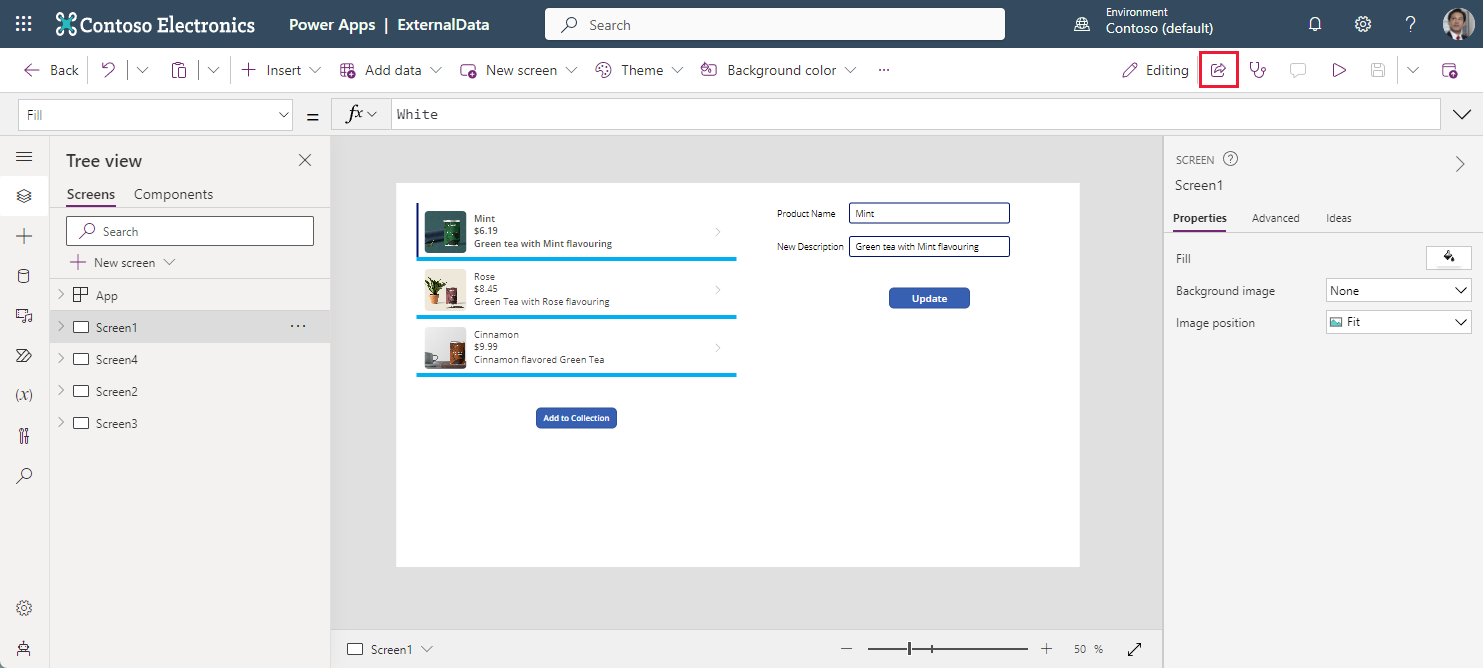 Contoso Electronics
Power Apps | ExternalData
Search
Environment
Contoso (default)
?
Back
Insert
Add data
New screen
Theme
Background color
...
Editing
Fill
=
fx
White
Tree view
Screens
Components
Search
New screen
App
Screen1
...
Screen4
Screen2
Screen3
(x)
Mint
$6.19
Green tea with Mint flavouring
Rose
$8.45
Green Tea with Rose flavouring
Cinnamon
$9.99
Cinnamon flavored Green Tea
Add to Collection
Product Name
Mint
New Description
Green tea with Mint flavouring
Update
Screen1
50 %
SCREEN ?
Screen1
Properties
Advanced
Ideas
Fill
Background image
None
Image position
Fit